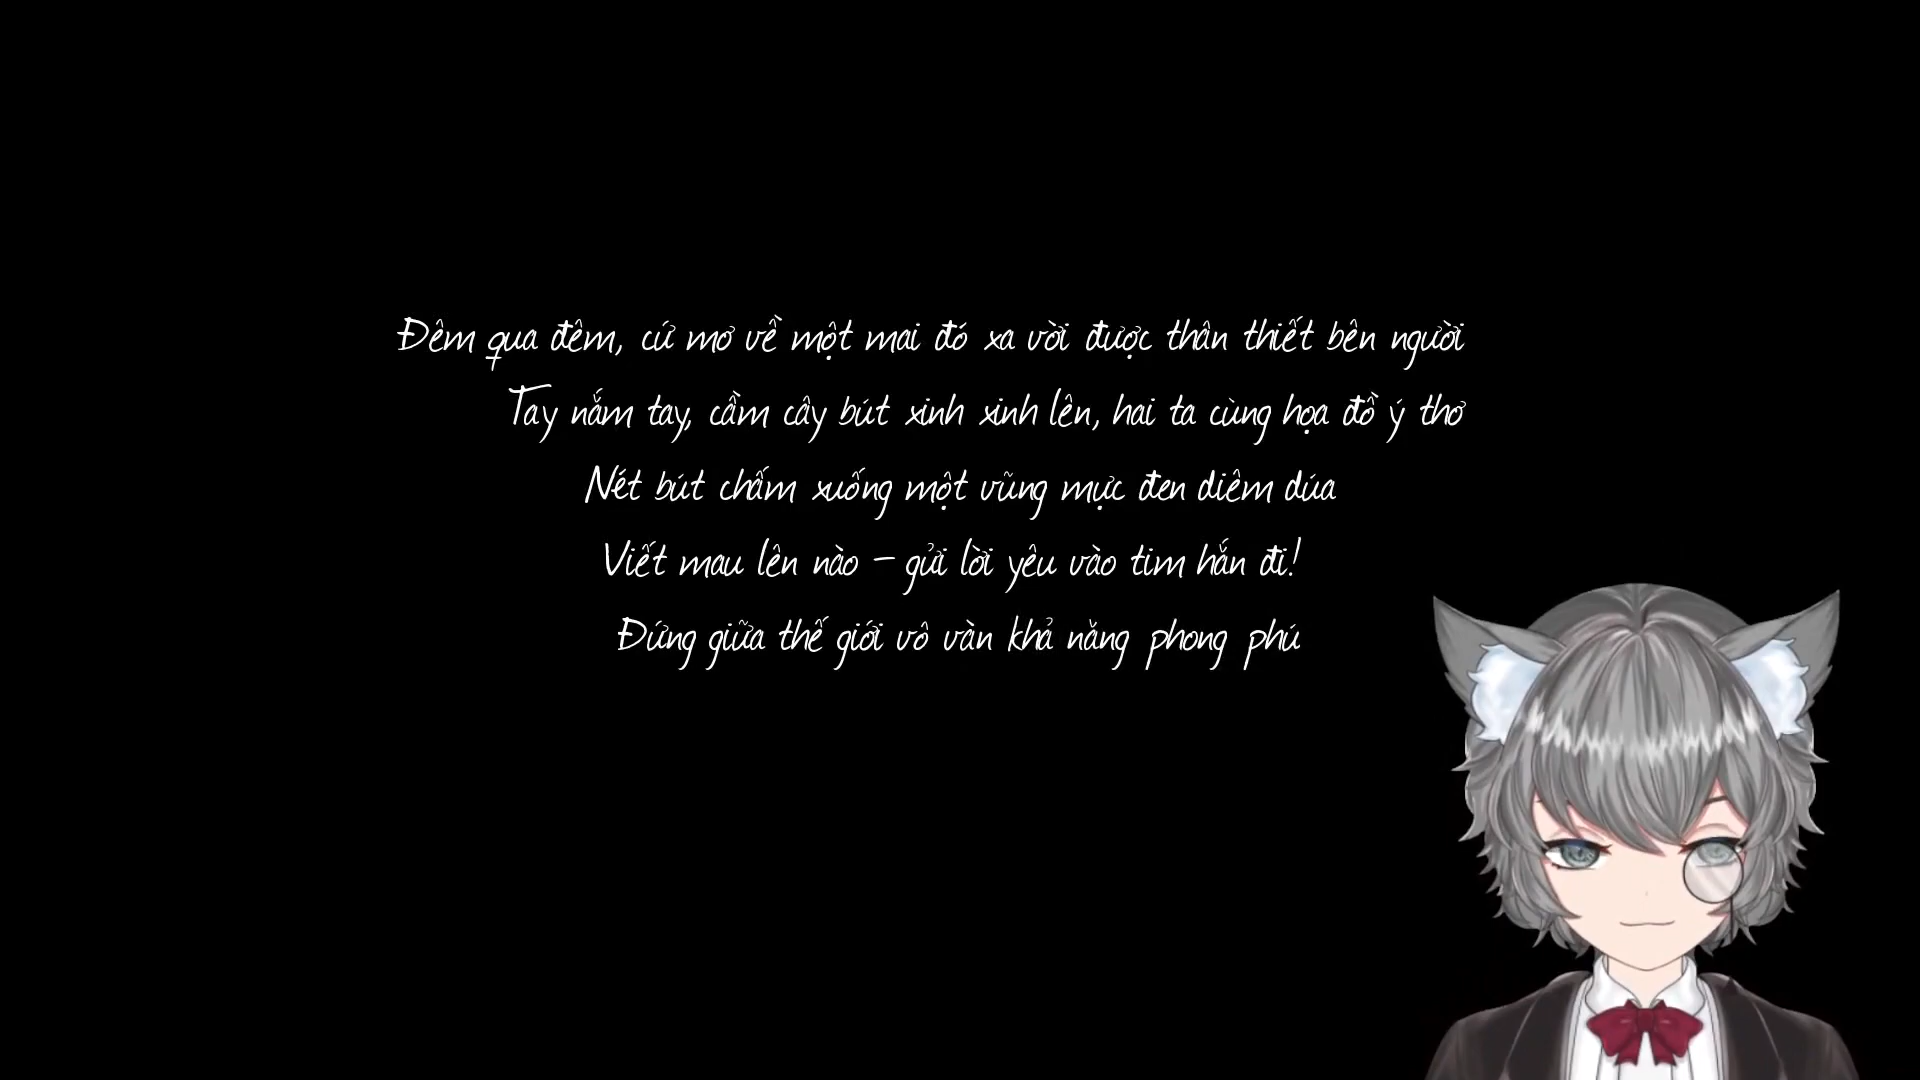 Đêm qua đêm, cứ mơ về một mai đó xa vời được thân thiết bên người
Tay nắm tay, cầm cây bút xinh xinh lên, hai ta cùng họa đồ ý thơ
Nét bút chấm xuống một vũng mực đen diêm dúa
Viết mau lên nào – gửi lời yêu vào tim hắn đi!
Đứng giữa thế giới vô vàn khả năng phong phú